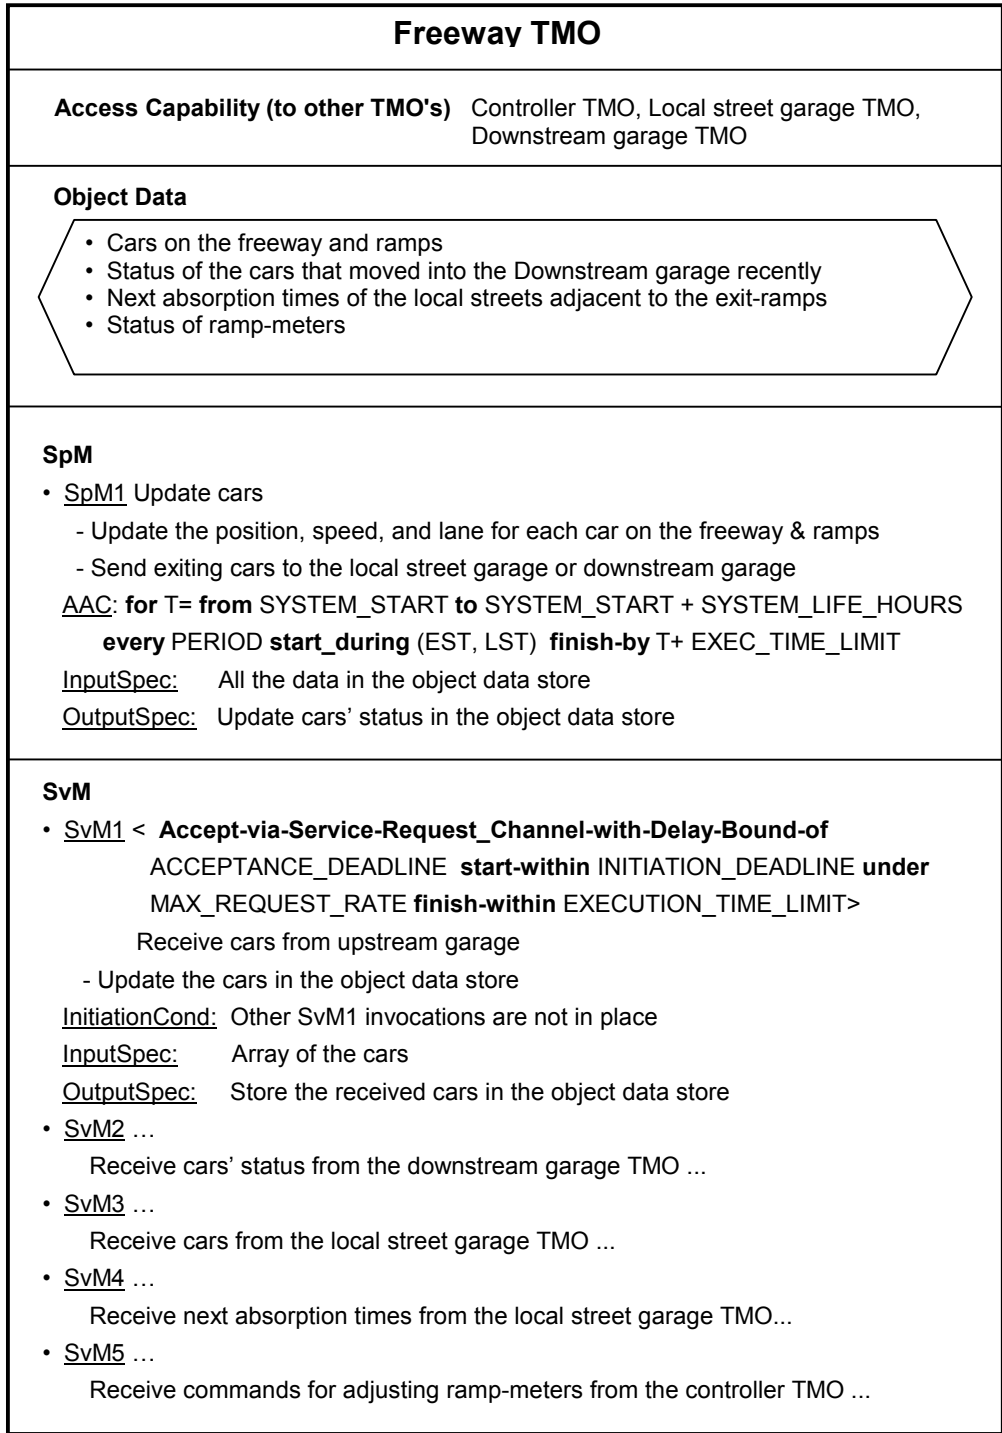 Freeway TMO
Access Capability (to other TMO's) Controller TMO, Local street garage TMO,
Downstream garage TMO
Object Data
• Cars on the freeway and ramps
• Status of the cars that moved into the Downstream garage recently
• Next absorption times of the local streets adjacent to the exit-ramps
• Status of ramp-meters
SpM
• SpM1 Update cars
- Update the position, speed, and lane for each car on the freeway & ramps
- Send exiting cars to the local street garage or downstream garage
AAC: for T= from SYSTEM_START to SYSTEM_START + SYSTEM_LIFE_HOURS
every PERIOD start_during (EST, LST) finish-by T+ EXEC_TIME_LIMIT
InputSpec: All the data in the object data store
OutputSpec: Update cars’ status in the object data store
SvM
• SvM1 < Accept-via-Service-Request_Channel-with-Delay-Bound-of
ACCEPTANCE_DEADLINE start-within INITIATION_DEADLINE under
MAX_REQUEST_RATE finish-within EXECUTION_TIME_LIMIT>
Receive cars from upstream garage
- Update the cars in the object data store
InitiationCond: Other SvM1 invocations are not in place
InputSpec: Array of the cars
OutputSpec: Store the received cars in the object data store
• SvM2 …
Receive cars’ status from the downstream garage TMO ...
• SvM3 …
Receive cars from the local street garage TMO ...
• SvM4 …
Receive next absorption times from the local street garage TMO...
• SvM5 …
Receive commands for adjusting ramp-meters from the controller TMO ...